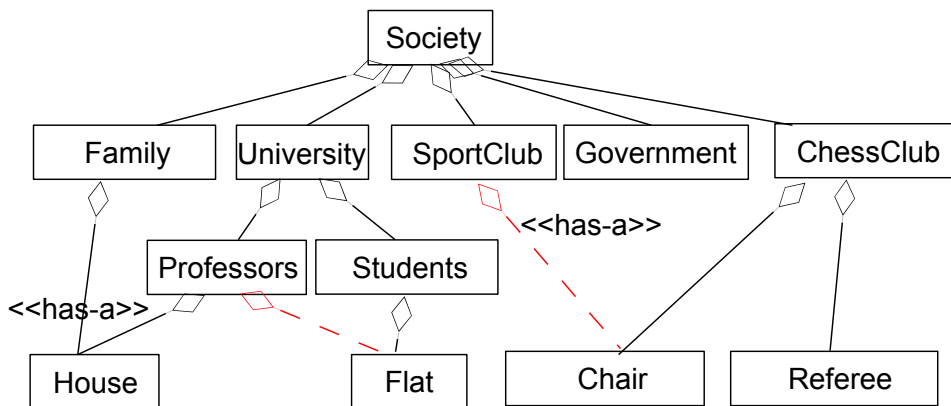 Society
Family
University
SportClub
Government
ChessClub
<<has-a>>
Professors
Students
<<has-a>>
House
Flat
Chair
Referee